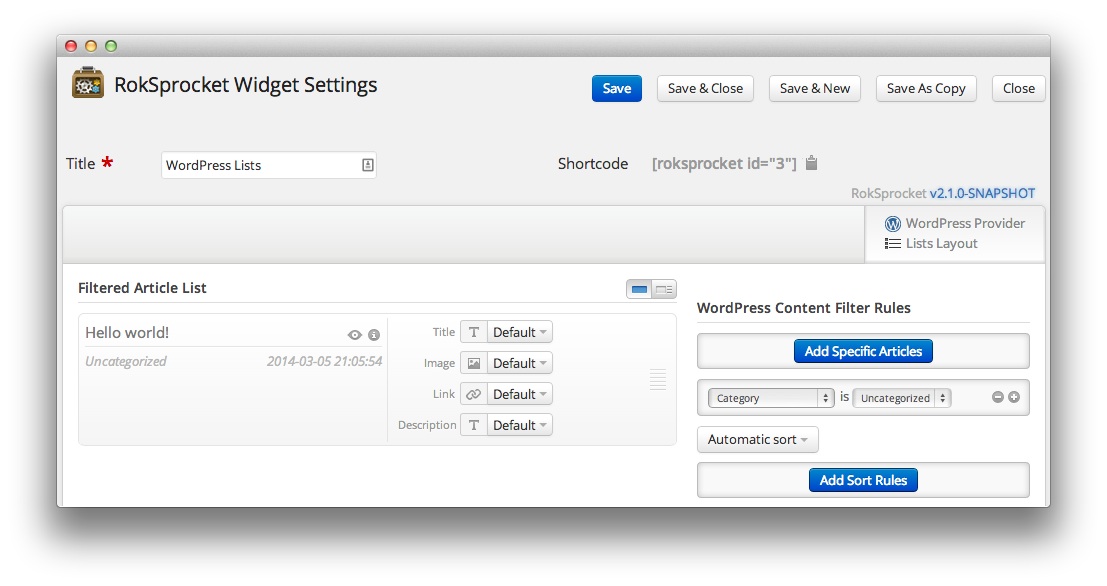 RokSprocket Widget Settings
Save
Save & Close
Save & New
Save As Copy
Close
Title *
WordPress Lists
Shortcode
[roksprocket id="3"]
RokSprocket v2.1.0-SNAPSHOT
WordPress Provider
Lists Layout
Filtered Article List
Hello world!
Uncategorized
2014-03-05 21:05:54
Title
T
Default
Image
Default
Link
Default
Description
T
Default
WordPress Content Filter Rules
Add Specific Articles
Category is Uncategorized
Automatic sort
Add Sort Rules